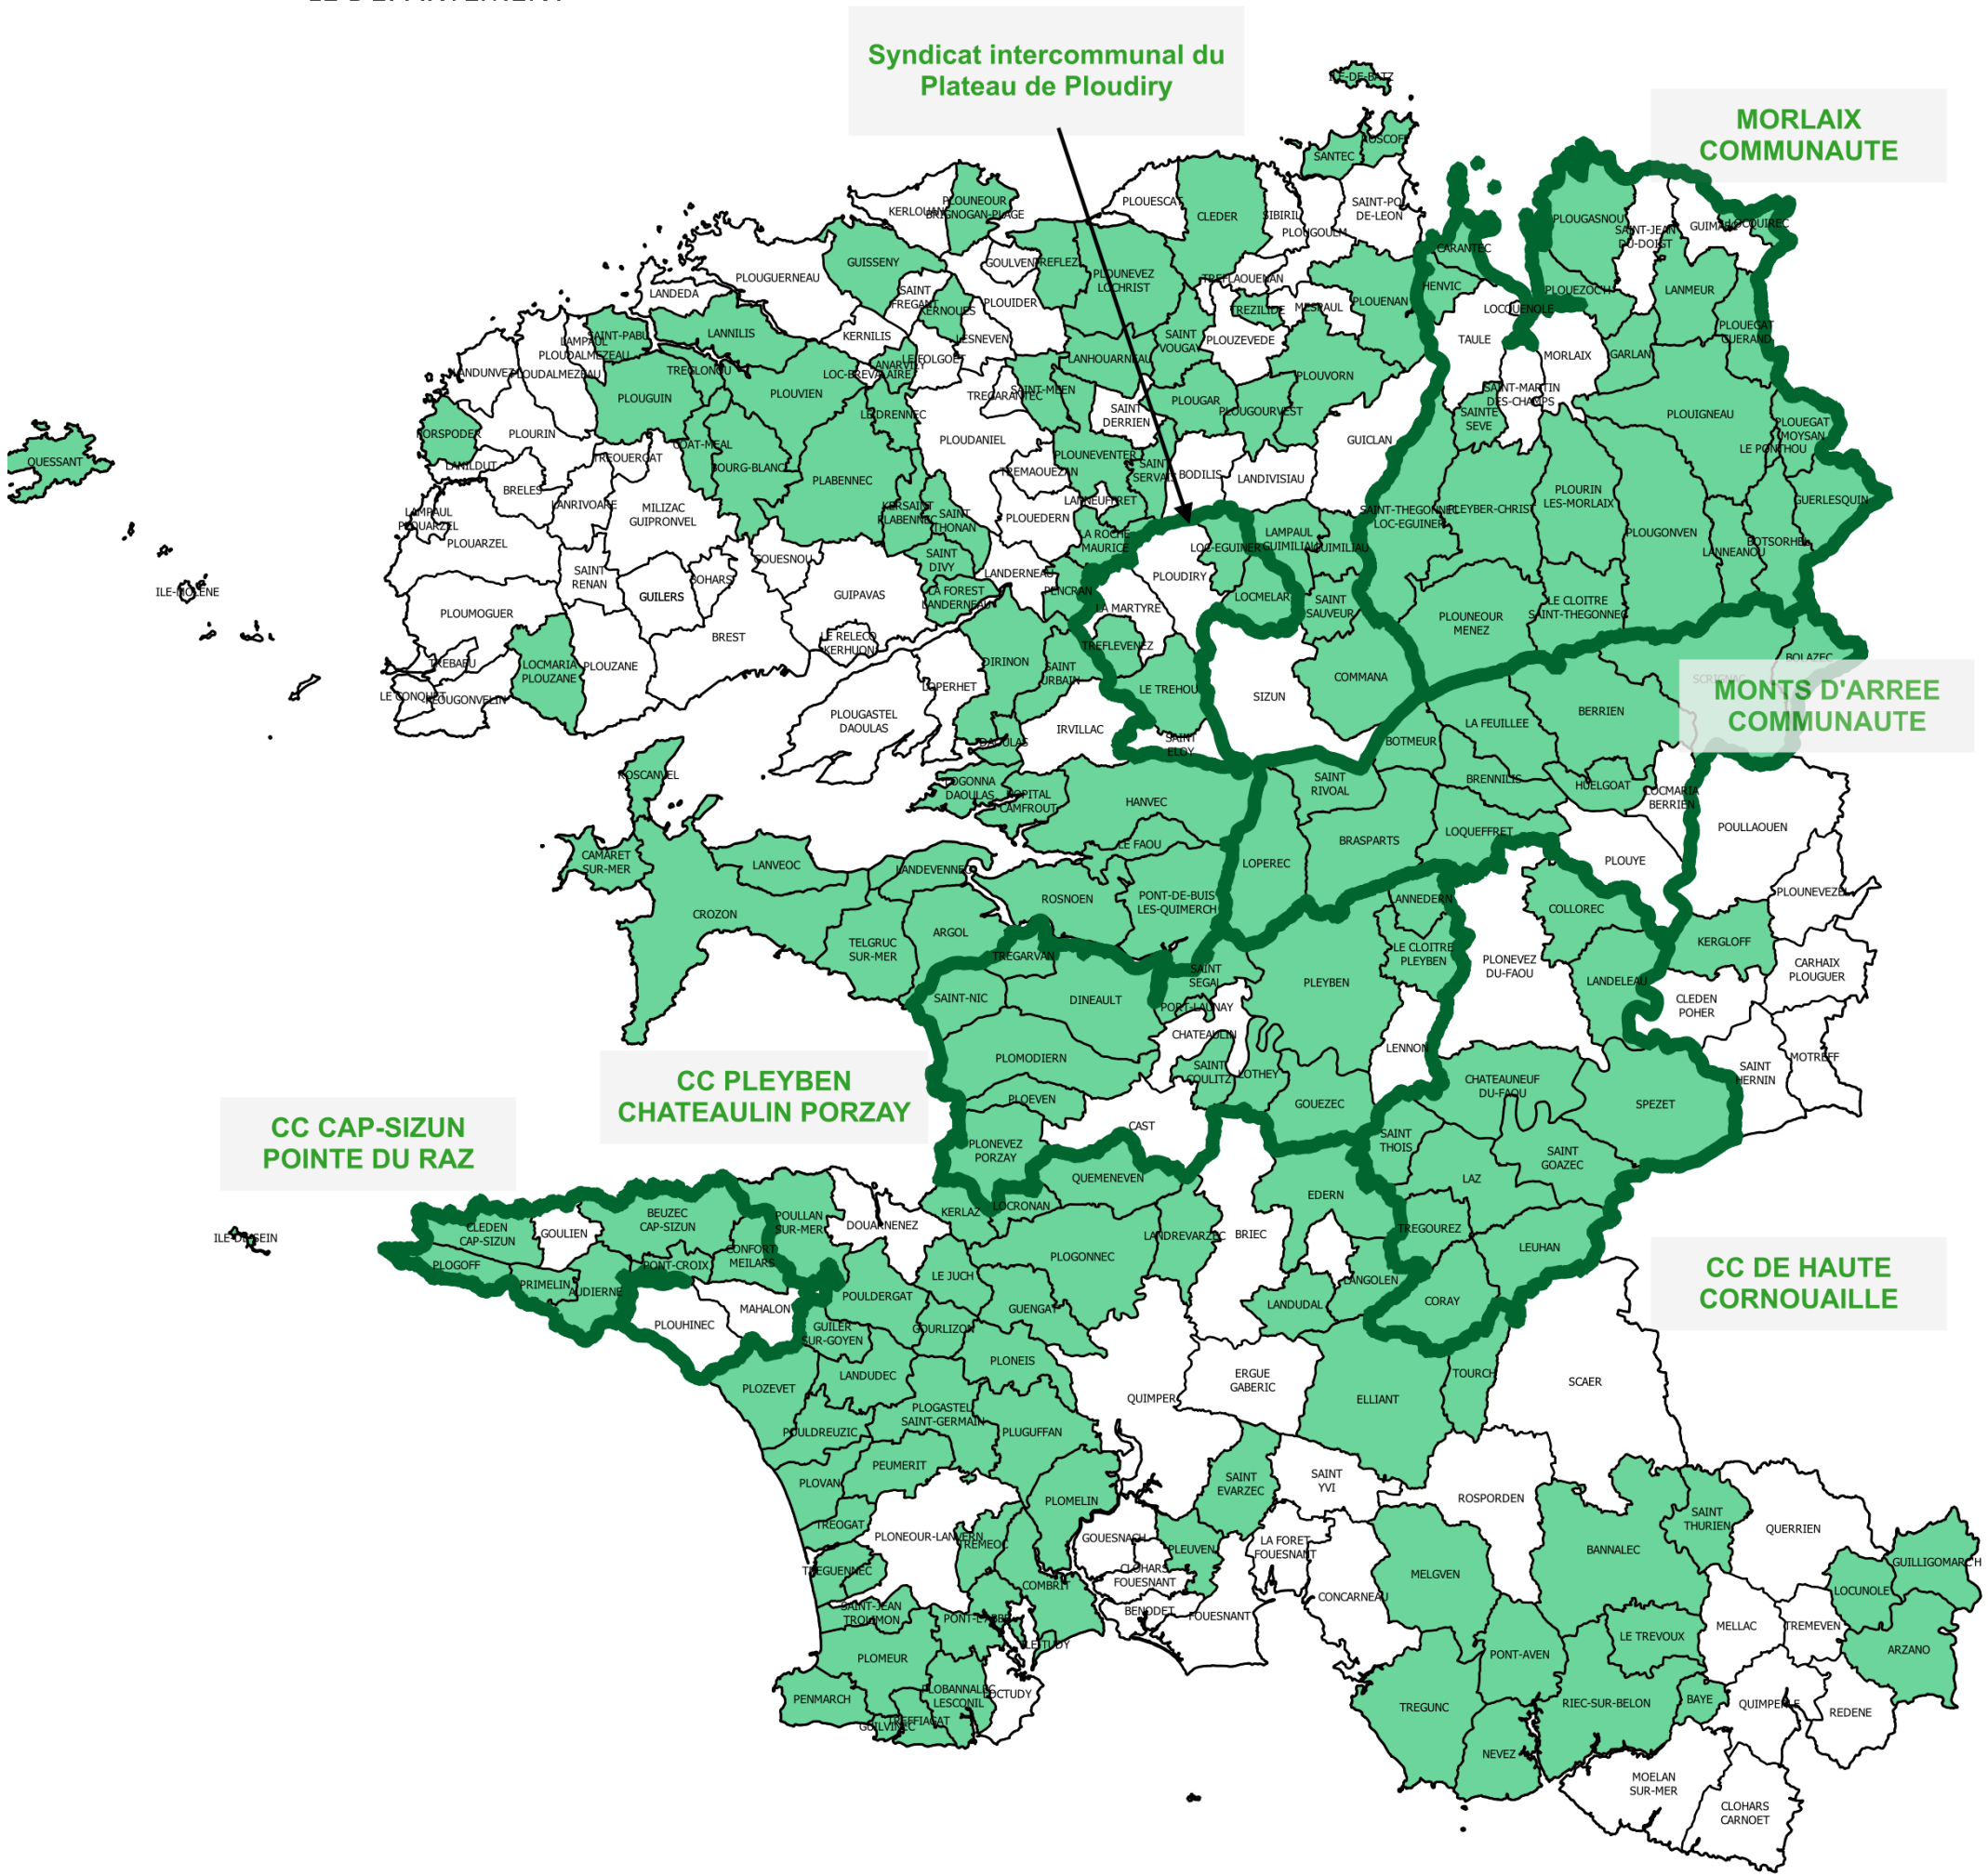 Syndicat intercommunal du
Plateau de Ploudiry
MORLAIX
COMMUNAUTE
MONTS D'ARREE
COMMUNAUTE
CC PLEYBEN
CHATEAULIN PORZAY
CC CAP-SIZUN
POINTE DU RAZ
CC DE HAUTE
CORNOUAILLE
ILE-DE-BATZ
ROSCOFF
SANTEC
SAINT-POL
DE-LEON
PLOUESCAT
CLEDER
SIBIRIL
PLOUGOULM
KERLOUAN
PLOUNEOUR
BRIGNOGAN-PLAGE
PLOUGASNOU
SAINT-JEAN
DU-DOIGT
GUIMAEC
LOCQUIREC
CARANTEC
HENVIC
PLOUEZOC'H
LANMEUR
PLOUEGAT
GUERAND
GUISSENY
GOULVEN
TREFLEZ
PLOUNEVEZ
LOCHRIST
TREFLAOUENAN
TREZILIDE
MESPAUL
PLOUENAN
PLOUGUERNEAU
LANDEDA
SAINT
FREGANT
KERNOUES
PLOUIDER
LOCQUENOLE
TAULE
MORLAIX
GARLAN
LANNILIS
KERNILIS
LESNEVEN
SAINT
VOUGAY
PLOUZEVEDE
SAINT-PABU
LAMPAUL
PLOUDALMEZEAU
LANDUNVEZ
PLOUDALMEZEAU
TREGLONOU
PLOUGUIN
PLOUVIEN
LOC-BREVALAIRE
LANARVILY
LE FOLGOET
LANHOUARNEAU
PLOUVORN
TREGARANTEC
SAINT-MEEN
PLOUGAR
PLOUGOURVEST
SAINT-MARTIN
DES-CHAMPS
SAINTE
SEVE
PLOUIGNEAU
PLOUEGAT
MOYSAN
LE PONTHOU
LE DRENNEC
SAINT
DERRIEN
PORSPODER
PLOURIN
COAT-MEAL
BOURG-BLANC
PLOUDANIEL
PLOUNEVENTER
GUICLAN
OUESSANT
LANILDUT
TREOUERGAT
PLABENNEC
TREMAOUEZAN
SAINT
SERVAIS
BODILIS
LANDIVISIAU
BRELES
LANRIVOARE
MILIZAC
GUIPRONVEL
KERSAINT
PLABENNEC
SAINT
THONAN
LANNEUFFRET
PLOUEDERN
SAINT-THEGONNEC
LOC-EGUINER
PLEYBER-CHRIST
PLOURIN
LES-MORLAIX
PLOUGONVEN
GUERLESQUIN
BOTSORHEL
LANNEANOU
LAMPAUL
PLOUARZEL
PLOUARZEL
LA ROCHE
MAURICE
LOC-EGUINER
LAMPAUL
GUIMILIAU
GUIMILIAU
SAINT
RENAN
GUILERS
BOHARS
GOUESNOU
GUIPAVAS
SAINT
DIVY
LA FOREST
LANDERNEAU
LANDERNEAU
PENCRAN
PLOUDIRY
LOCMELAR
SAINT
SAUVEUR
ILE-MOLENE
PLOUMOGUER
BREST
LE RELECQ
KERHUON
LA MARTYRE
TREFLEVENEZ
PLOUNEOUR
MENEZ
LE CLOITRE
SAINT-THEGONNEC
TREBABU
LOCMARIA
PLOUZANE
PLOUZANE
LE CONQUET
PLOUGONVELIN
DIRINON
SAINT
URBAIN
LOPERHET
PLOUGASTEL
DAOULAS
LE TREHOU
SIZUN
COMMANA
BOLAZEC
SCRIGNAC
BERRIEN
LA FEUILLEE
BOTMEUR
IRVILLAC
DAOULAS
SAINT
ELOY
ROSCANVEL
LOGONNA
DAOULAS
HOPITAL
CAMFROUT
HANVEC
SAINT
RIVOAL
BRENNILIS
HUELGOAT
LOCMARIA
BERRIEN
POULLAOUEN
LE FAOU
LOPEREC
BRASPARTS
LOQUEFFRET
PLOUYE
CAMARET
SUR-MER
LANVEOC
LANDEVENNEC
CROZON
ROSNOEN
PONT-DE-BUIS
LES-QUIMERCH
LANNEDERN
COLLOREC
PLOUNEVEZEL
TELGRUC
SUR-MER
ARGOL
TREGARVAN
LE CLOITRE
PLEYBEN
PLONEVEZ
DU-FAOU
KERGLOFF
CARHAIX
PLOUGUER
SAINT-NIC
DINEAULT
SAINT
SEGAL
PLEYBEN
LANDELEAU
CLEDEN
POHER
PORT-LAUNAY
CHATEAULIN
LENNON
PLOMODIERN
SAINT
COULITZ
LOTHEY
SAINT
HERNIN
MOTREFF
PLOEVEN
GOUEZEC
CHATEAUNEUF
DU-FAOU
SPEZET
CAST
PLONEVEZ
PORZAY
SAINT
THOIS
SAINT
GOAZEC
LAZ
QUEMENEVEN
EDERN
KERLAZ
LOCRONAN
TREGOUREZ
LEUHAN
ILE-DE-SEIN
CLEDEN
CAP-SIZUN
GOULIEN
BEUZEC
CAP-SIZUN
POULLAN
SUR-MER
DOUARNENEZ
PLOGOFF
PRIMELIN
AUDIERNE
PONT-CROIX
CONFORT
MEILARS
PLOGONNEC
LANDREVARZEC
BRIEC
LANGOLEN
LE JUCH
POULDERGAT
GUENGAT
LANDUDAL
CORAY
PLOUHINEC
MAHALON
GUILER
SUR-GOYEN
GOURLIZON
PLONEIS
PLOZEVET
LANDUDEC
QUIMPER
ERGUE
GABERIC
ELLIANT
TOURCH
SCAER
PLOGASTEL
SAINT-GERMAIN
POULDREUZIC
PLUGUFFAN
PEUMERIT
PLOVAN
PLOMELIN
SAINT
EVARZEC
SAINT
YVI
ROSPORDEN
TREOGAT
PLONEOUR-LANVERN
TREMEOC
GOUESNACH
PLEUVEN
LA FORET
FOUESNANT
BANNALEC
SAINT
THURIEN
QUERRIEN
GUILLIGOMARC'H
TREGUENNEC
COMBRIT
CLOHARS
FOUESNANT
MELGVEN
LOCUNOLE
SAINT-JEAN
TROLIMON
PONT-L'ABBE
BENODET
FOUESNANT
CONCARNEAU
ILE-TUDY
MELLAC
TREMEVEN
LE TREVOUX
ARZANO
PLOMEUR
PONT-AVEN
PENMARCH
PLOBANNALEC
LESCONIL
LOCTUDY
TREGUNC
RIEC-SUR-BELON
BAYE
QUIMPERLE
REDENE
GUILVINEC
TREFFIAGAT
NEVEZ
MOELAN
SUR-MER
CLOHARS
CARNOET